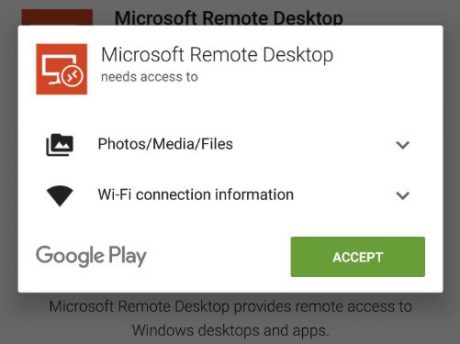 Microsoft Remote Desktop
Microsoft Remote Desktop
needs access to
Photos/Media/Files
Wi-Fi connection information
Google Play
ACCEPT
Microsoft Remote Desktop provides remote access to
Windows desktops and apps.